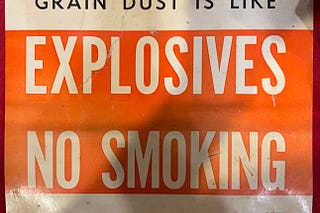 GRAIN DUST IS LIKE
EXPLOSIVES
NO SMOKING